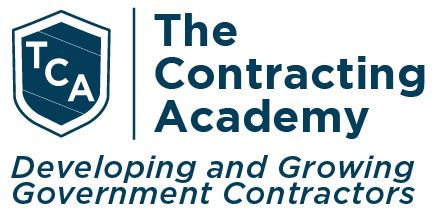 TCA
The
Contracting
Academy
Developing and Growing
Government Contractors